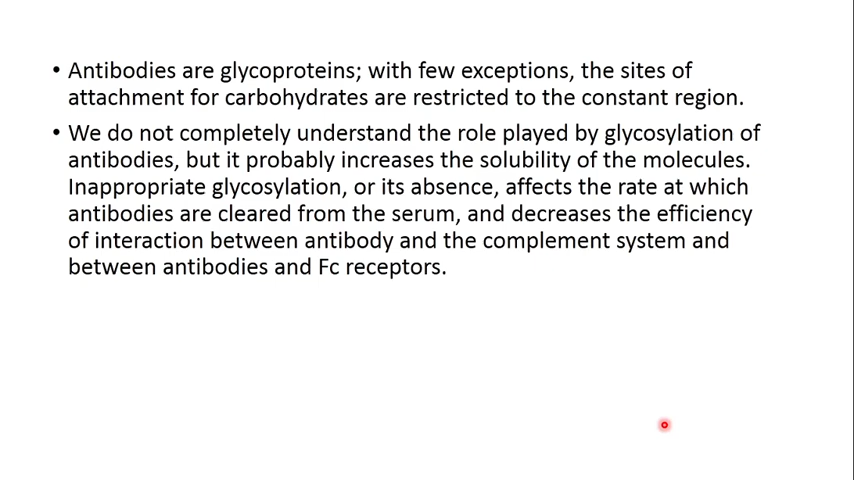 • Antibodies are glycoproteins; with few exceptions, the sites of
attachment for carbohydrates are restricted to the constant region.
• We do not completely understand the role played by glycosylation of
antibodies, but it probably increases the solubility of the molecules.
Inappropriate glycosylation, or its absence, affects the rate at which
antibodies are cleared from the serum, and decreases the efficiency
of interaction between antibody and the complement system and
between antibodies and Fc receptors.